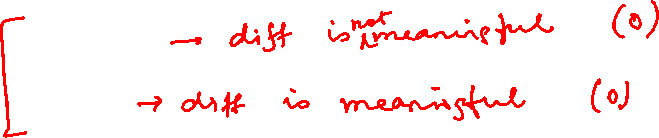 → diff is not meaningful (0)
→ diff is meaningful (0)